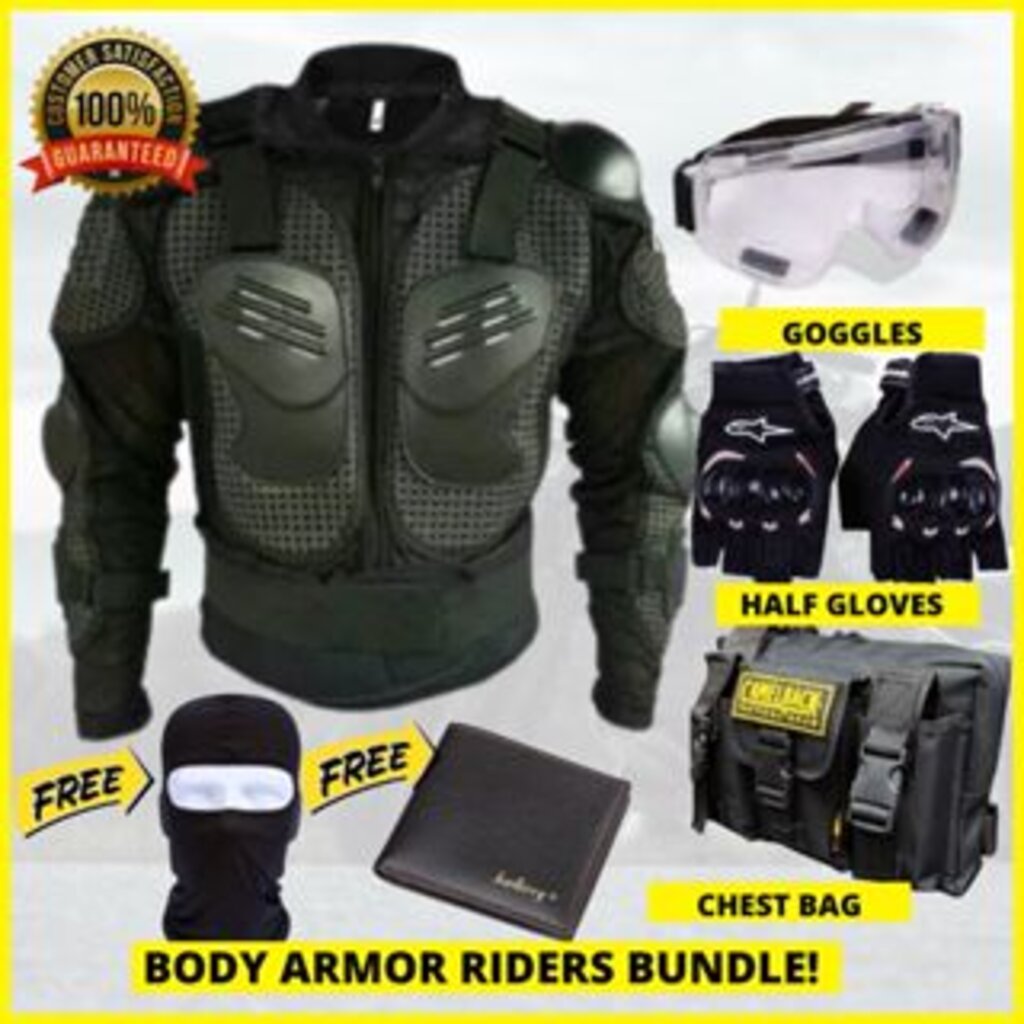 CUSTOMER SATISFACTION
100%
GUARANTEED
GOGGLES
HALF GLOVES
CHEST BAG
FREE
FREE
BODY ARMOR RIDERS BUNDLE!